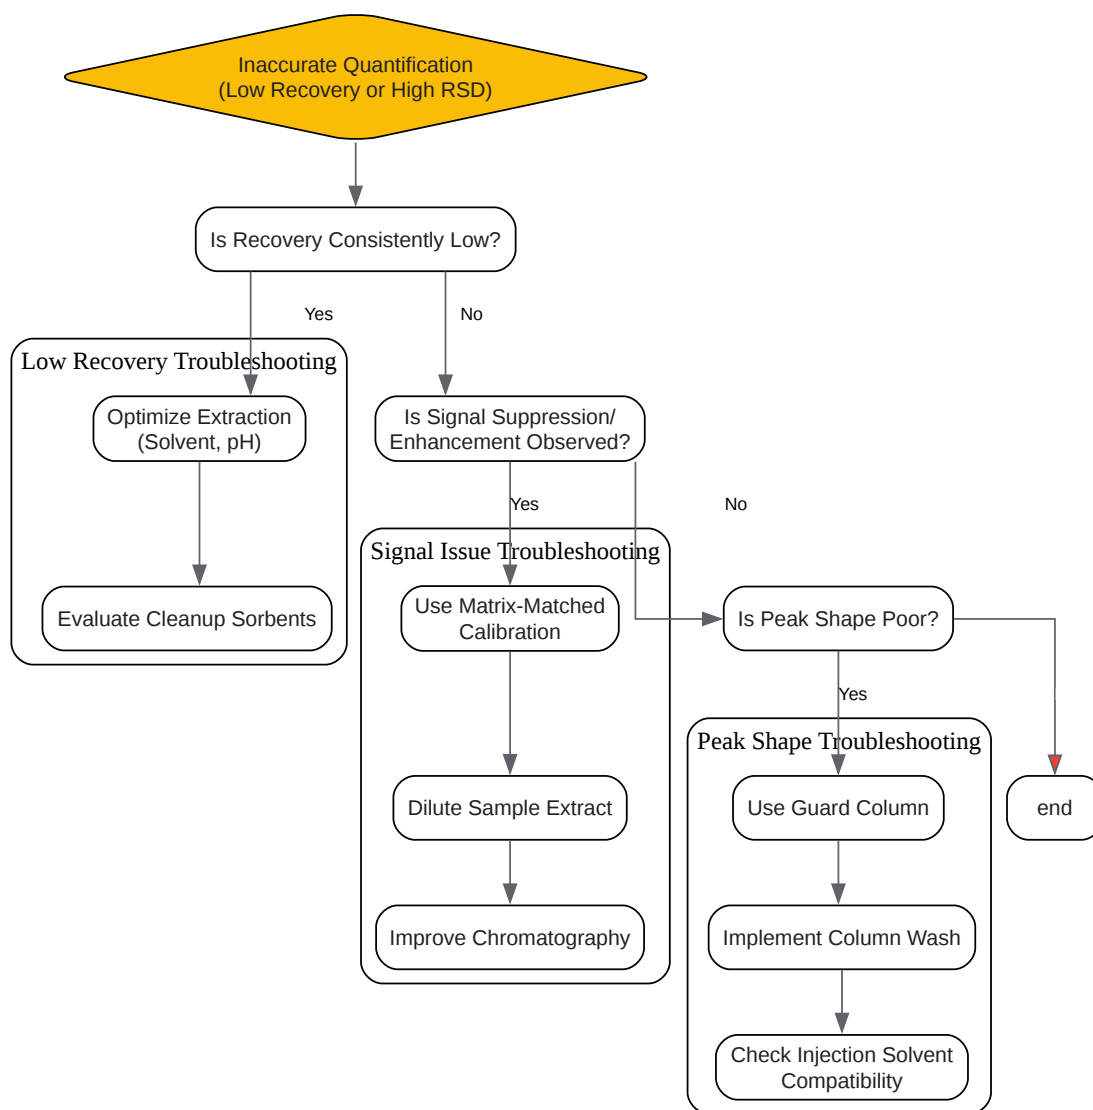 Inaccurate Quantification
(Low Recovery or High RSD)
Is Recovery Consistently Low?
Yes
No
Low Recovery Troubleshooting
Optimize Extraction
(Solvent, pH)
Evaluate Cleanup Sorbents
Is Signal Suppression/
Enhancement Observed?
Yes
No
Signal Issue Troubleshooting
Use Matrix-Matched
Calibration
Dilute Sample Extract
Improve Chromatography
Is Peak Shape Poor?
Yes
Peak Shape Troubleshooting
Use Guard Column
end
Implement Column Wash
Check Injection Solvent
Compatibility